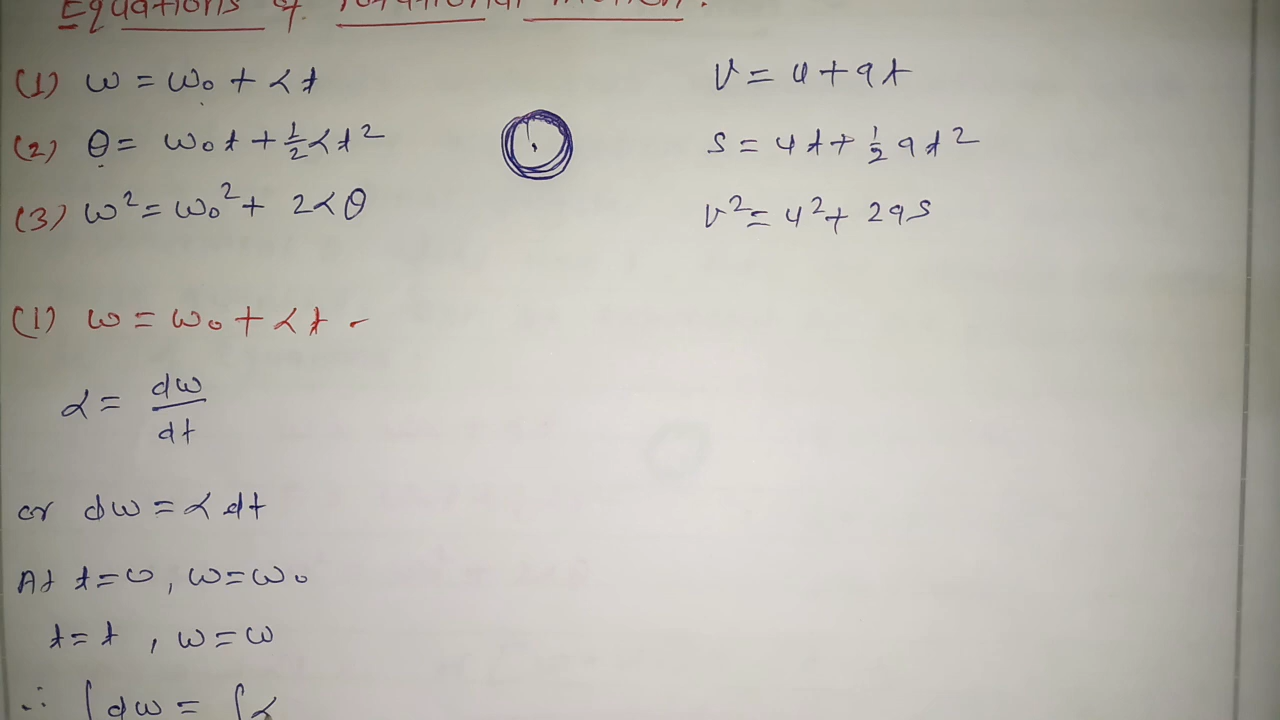 Equations of rotational motion.
(1) ω = ω₀ + αt
v = u + at
(2) θ = ω₀t + ½αt²
s = ut + ½at²
(3) ω² = ω₀² + 2αθ
v² = u² + 2as
(1) ω = ω₀ + αt -
α = dω/dt
or dω = α dt
At t=0, ω=ω₀
t=t, ω=ω
∴ ∫dω = ∫α